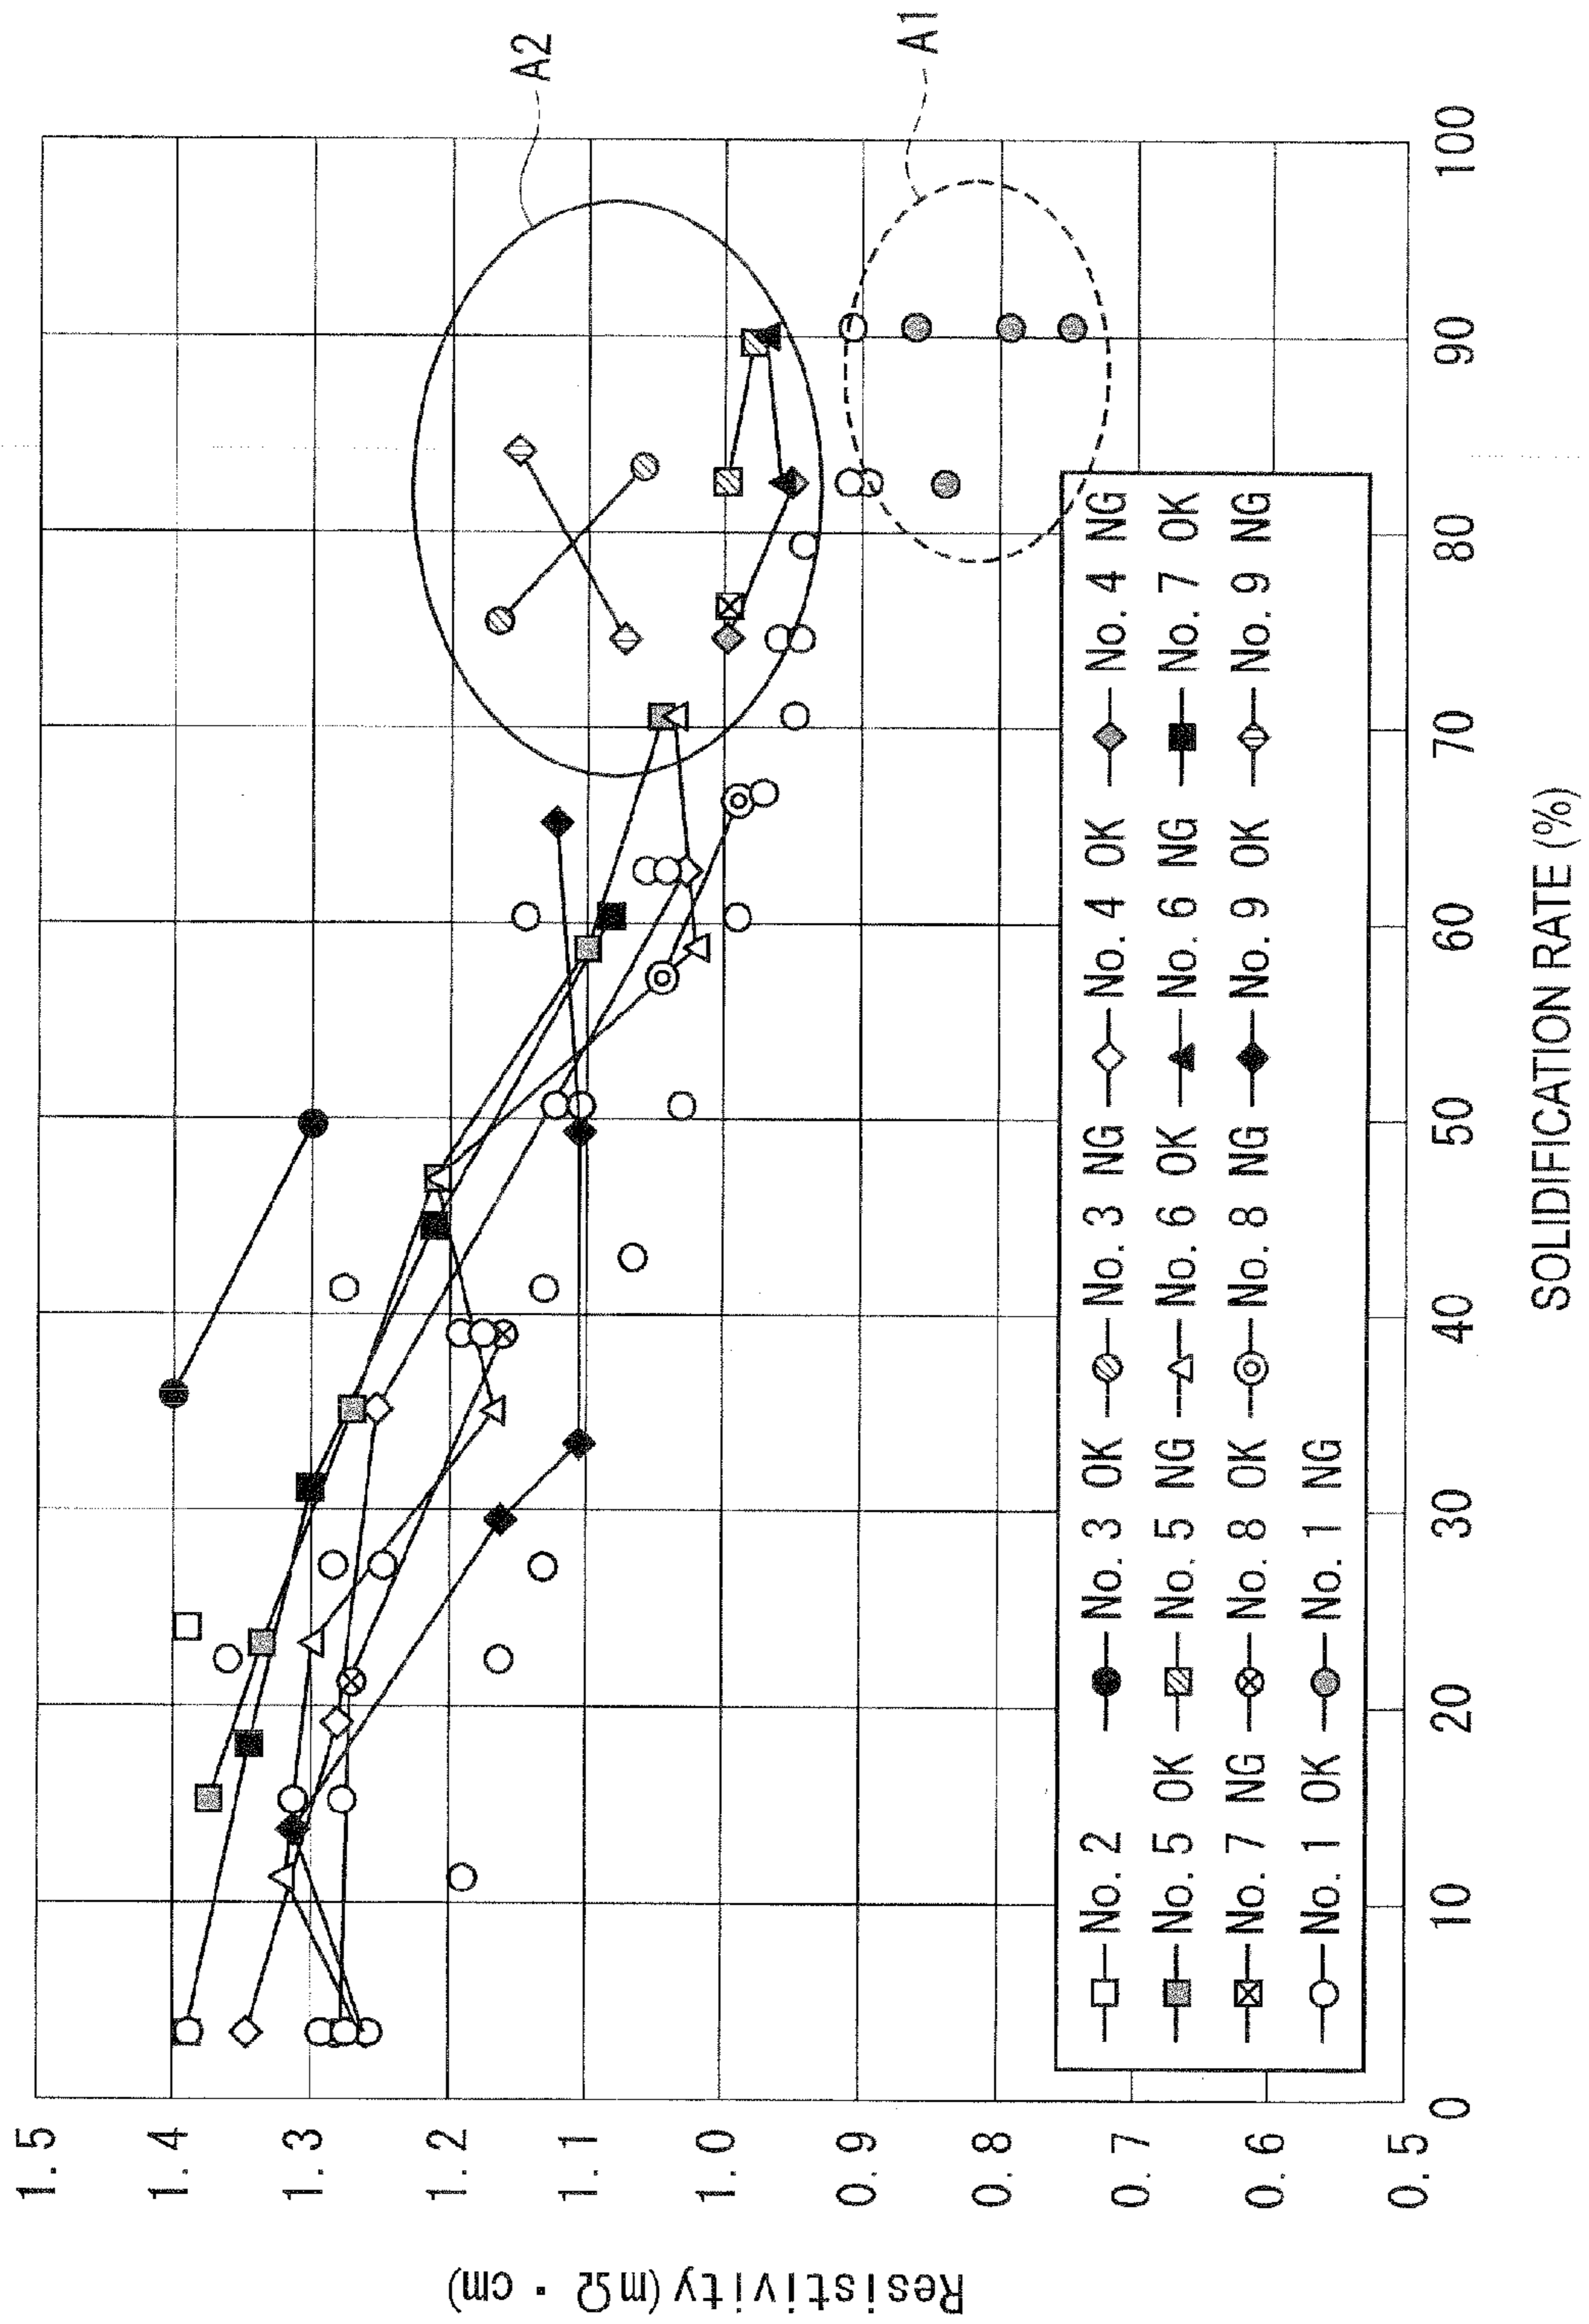 Resistivity(mΩ・cm)
1.5
1.4
1.3
1.2
1.1
1.0
0.9
0.8
0.7
0.6
0.5
A2
A1
No. 2 No. 3 OK No. 3 NG No. 4 OK No. 4 NG
No. 5 OK No. 5 NG No. 6 OK No. 6 NG No. 7 OK
No. 7 NG No. 8 OK No. 8 NG No. 9 OK No. 9 NG
No. 1 OK No. 1 NG
0 10 20 30 40 50 60 70 80 90 100
SOLIDIFICATION RATE (%)